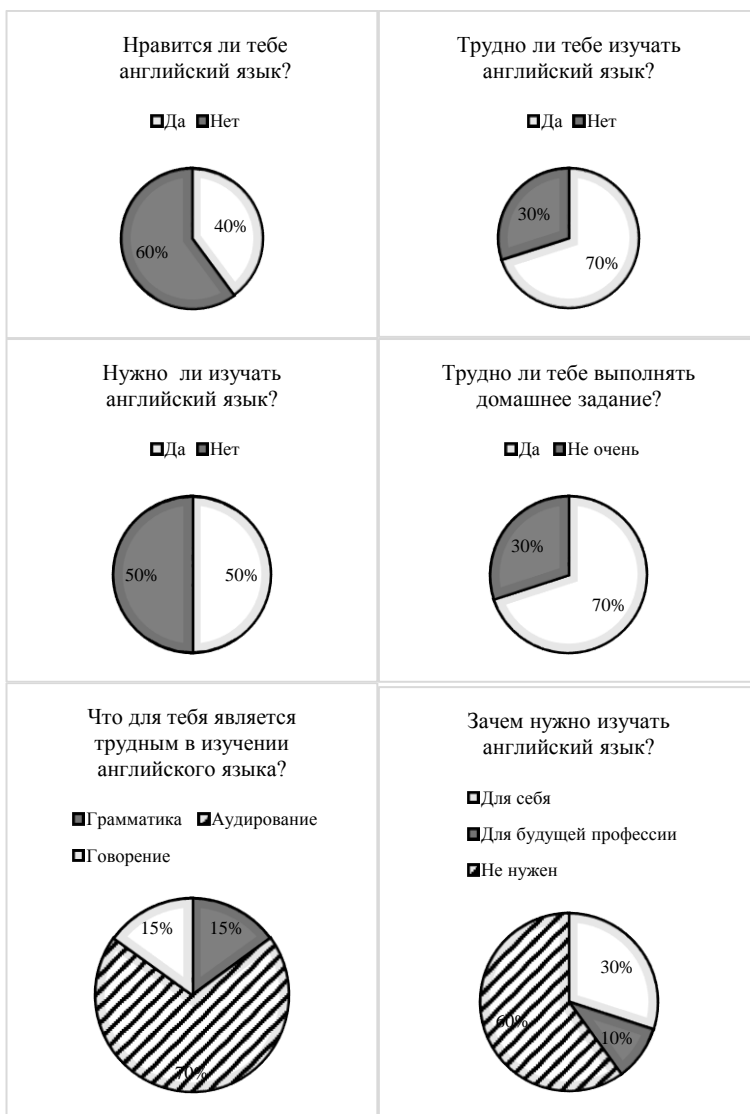 Нравится ли тебе
английский язык?
Да Нет
40%
60%
Трудно ли тебе изучать
английский язык?
Да Нет
30%
70%
Нужно ли изучать
английский язык?
Да Нет
50% 50%
Трудно ли тебе выполнять
домашнее задание?
Да Не очень
30%
70%
Что для тебя является
трудным в изучении
английского языка?
Грамматика Аудирование
Говорение
15% 15%
70%
Зачем нужно изучать
английский язык?
Для себя
Для будущей профессии
Не нужен
30%
60%
10%